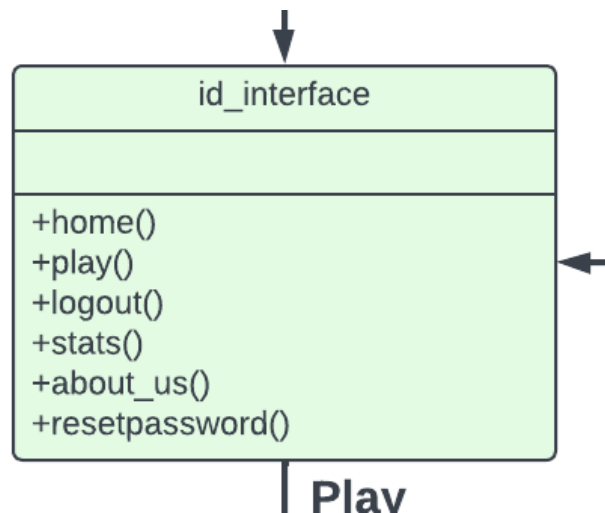 id_interface
+home()
+play()
+logout()
+stats()
+about_us()
+resetpassword()
Play